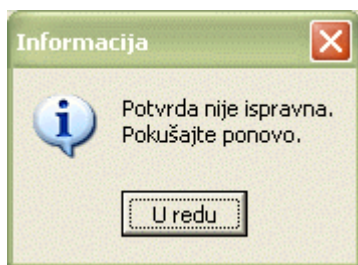 Informacija
Potvrda nije ispravna.
Pokušajte ponovo.
U redu